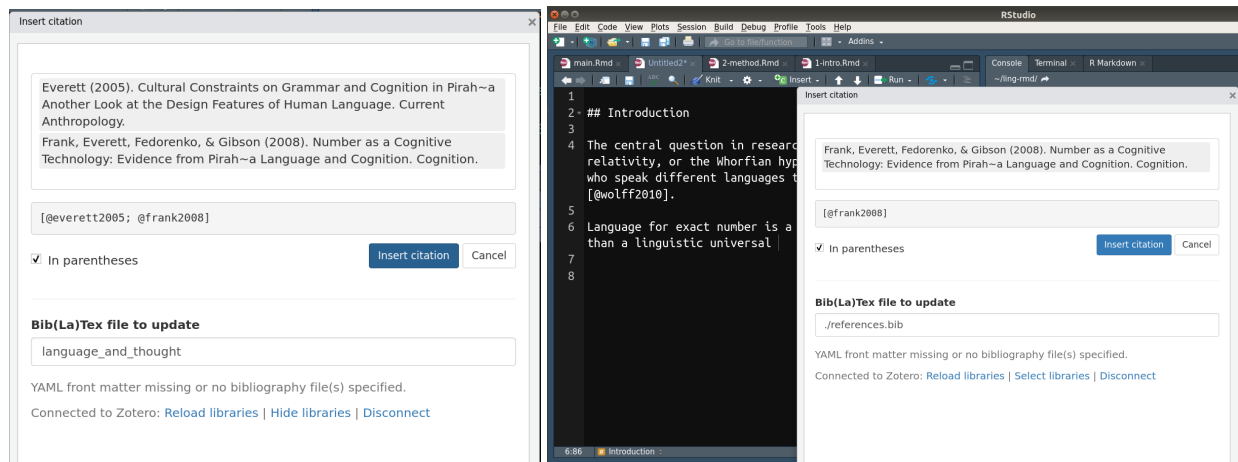 Insert citation ×
Everett (2005). Cultural Constraints on Grammar and Cognition in Pirah~a
Another Look at the Design Features of Human Language. Current
Anthropology.
Frank, Everett, Fedorenko, & Gibson (2008). Number as a Cognitive
Technology: Evidence from Pirah~a Language and Cognition. Cognition.
[@everett2005; @frank2008]
In parentheses
Insert citation
Cancel
Bib(La)Tex file to update
language_and_thought
YAML front matter missing or no bibliography file(s) specified.
Connected to Zotero: Reload libraries | Hide libraries | Disconnect
RStudio
File Edit Code View Plots Session Build Debug Profile Tools Help
Go to file/function Addins
main.Rmd × Untitled2* × 2-method.Rmd × 1-intro.Rmd ×
Console Terminal × R Markdown ×
ABC Knit Insert Run
~/ling-rmd/
1
2 ## Introduction
3
4 The central question in researc
relativity, or the Whorfian hyp
who speak different languages t
[@wolff2010].
5
6 Language for exact number is a
than a linguistic universal
7
8
6:86 # Introduction :
Insert citation ×
Frank, Everett, Fedorenko, & Gibson (2008). Number as a Cognitive
Technology: Evidence from Pirah~a Language and Cognition. Cognition.
[@frank2008]
In parentheses
Insert citation
Cancel
Bib(La)Tex file to update
./references.bib
YAML front matter missing or no bibliography file(s) specified.
Connected to Zotero: Reload libraries | Select libraries | Disconnect